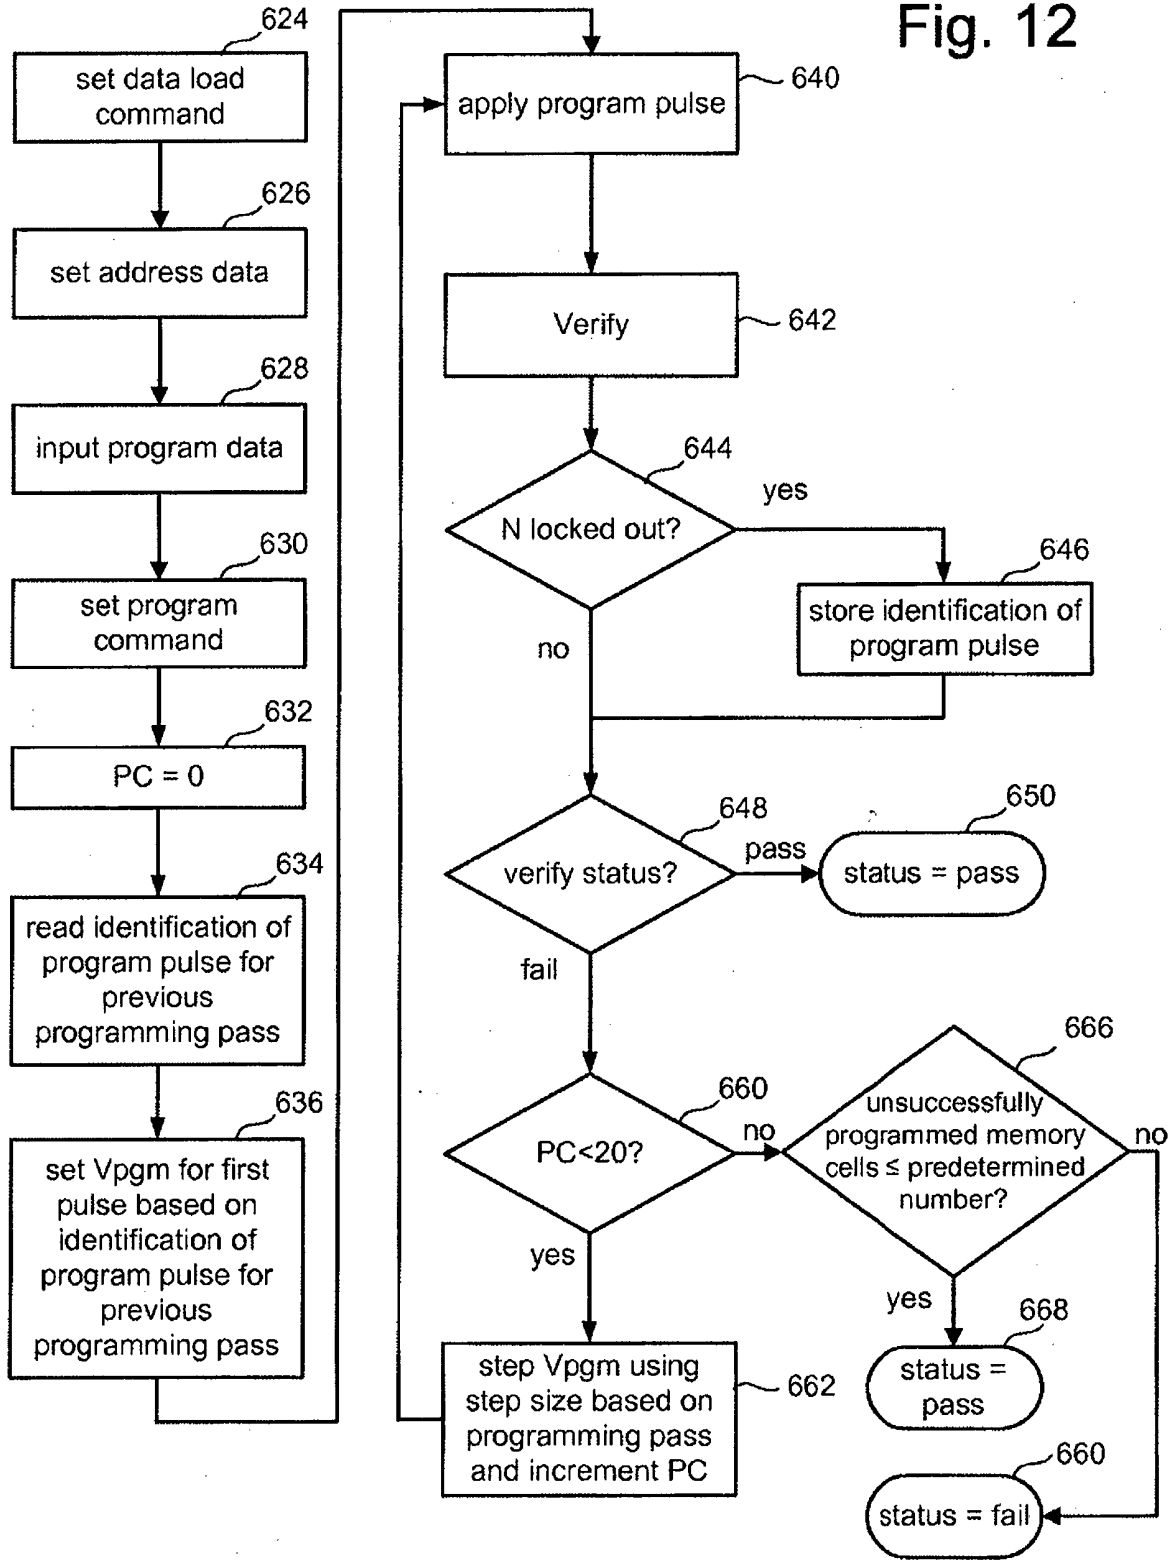 Fig. 12
624
set data load
command
626
set address data
628
input program data
630
set program
command
632
PC = 0
634
read identification of
program pulse for
previous
programming pass
636
set Vpgm for first
pulse based on
identification of
program pulse for
previous
programming pass
640
apply program pulse
642
Verify
644
N locked out?
yes
no
646
store identification of
program pulse
648
verify status?
pass
fail
650
status = pass
660
PC<20?
no
yes
662
step Vpgm using
step size based on
programming pass
and increment PC
666
unsuccessfully
programmed memory
cells ≤ predetermined
number?
no
yes
668
status =
pass
660
status = fail